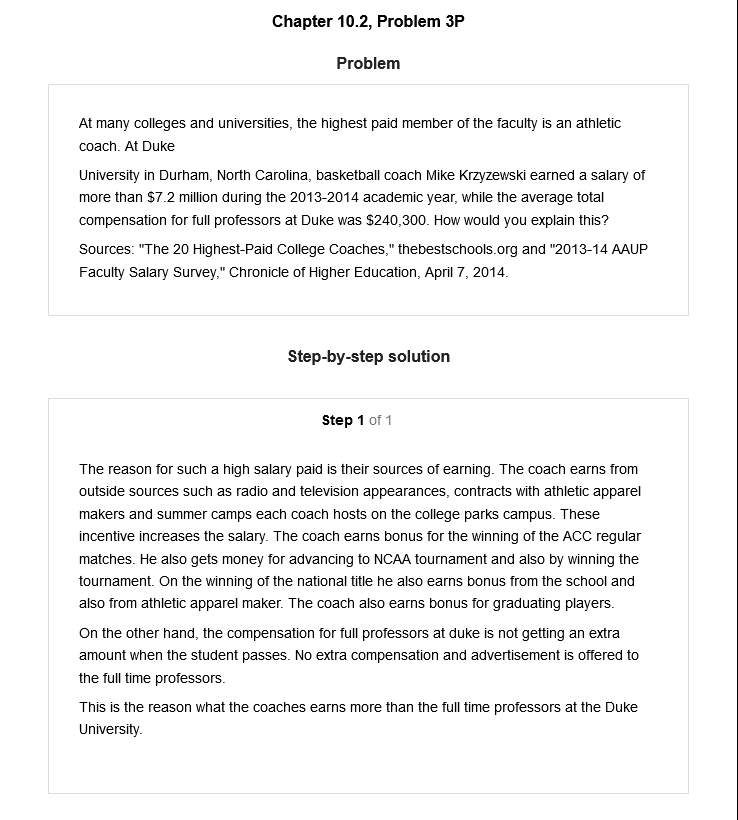 Chapter 10.2, Problem 3P
Problem
At many colleges and universities, the highest paid member of the faculty is an athletic
coach. At Duke
University in Durham, North Carolina, basketball coach Mike Krzyzewski earned a salary of
more than $7.2 million during the 2013-2014 academic year, while the average total
compensation for full professors at Duke was $240,300. How would you explain this?
Sources: "The 20 Highest-Paid College Coaches," thebestschools.org and "2013-14 AAUP
Faculty Salary Survey," Chronicle of Higher Education, April 7, 2014.
Step-by-step solution
Step 1 of 1
The reason for such a high salary paid is their sources of earning. The coach earns from
outside sources such as radio and television appearances, contracts with athletic apparel
makers and summer camps each coach hosts on the college parks campus. These
incentive increases the salary. The coach earns bonus for the winning of the ACC regular
matches. He also gets money for advancing to NCAA tournament and also by winning the
tournament. On the winning of the national title he also earns bonus from the school and
also from athletic apparel maker. The coach also earns bonus for graduating players.
On the other hand, the compensation for full professors at duke is not getting an extra
amount when the student passes. No extra compensation and advertisement is offered to
the full time professors.
This is the reason what the coaches earns more than the full time professors at the Duke
University.